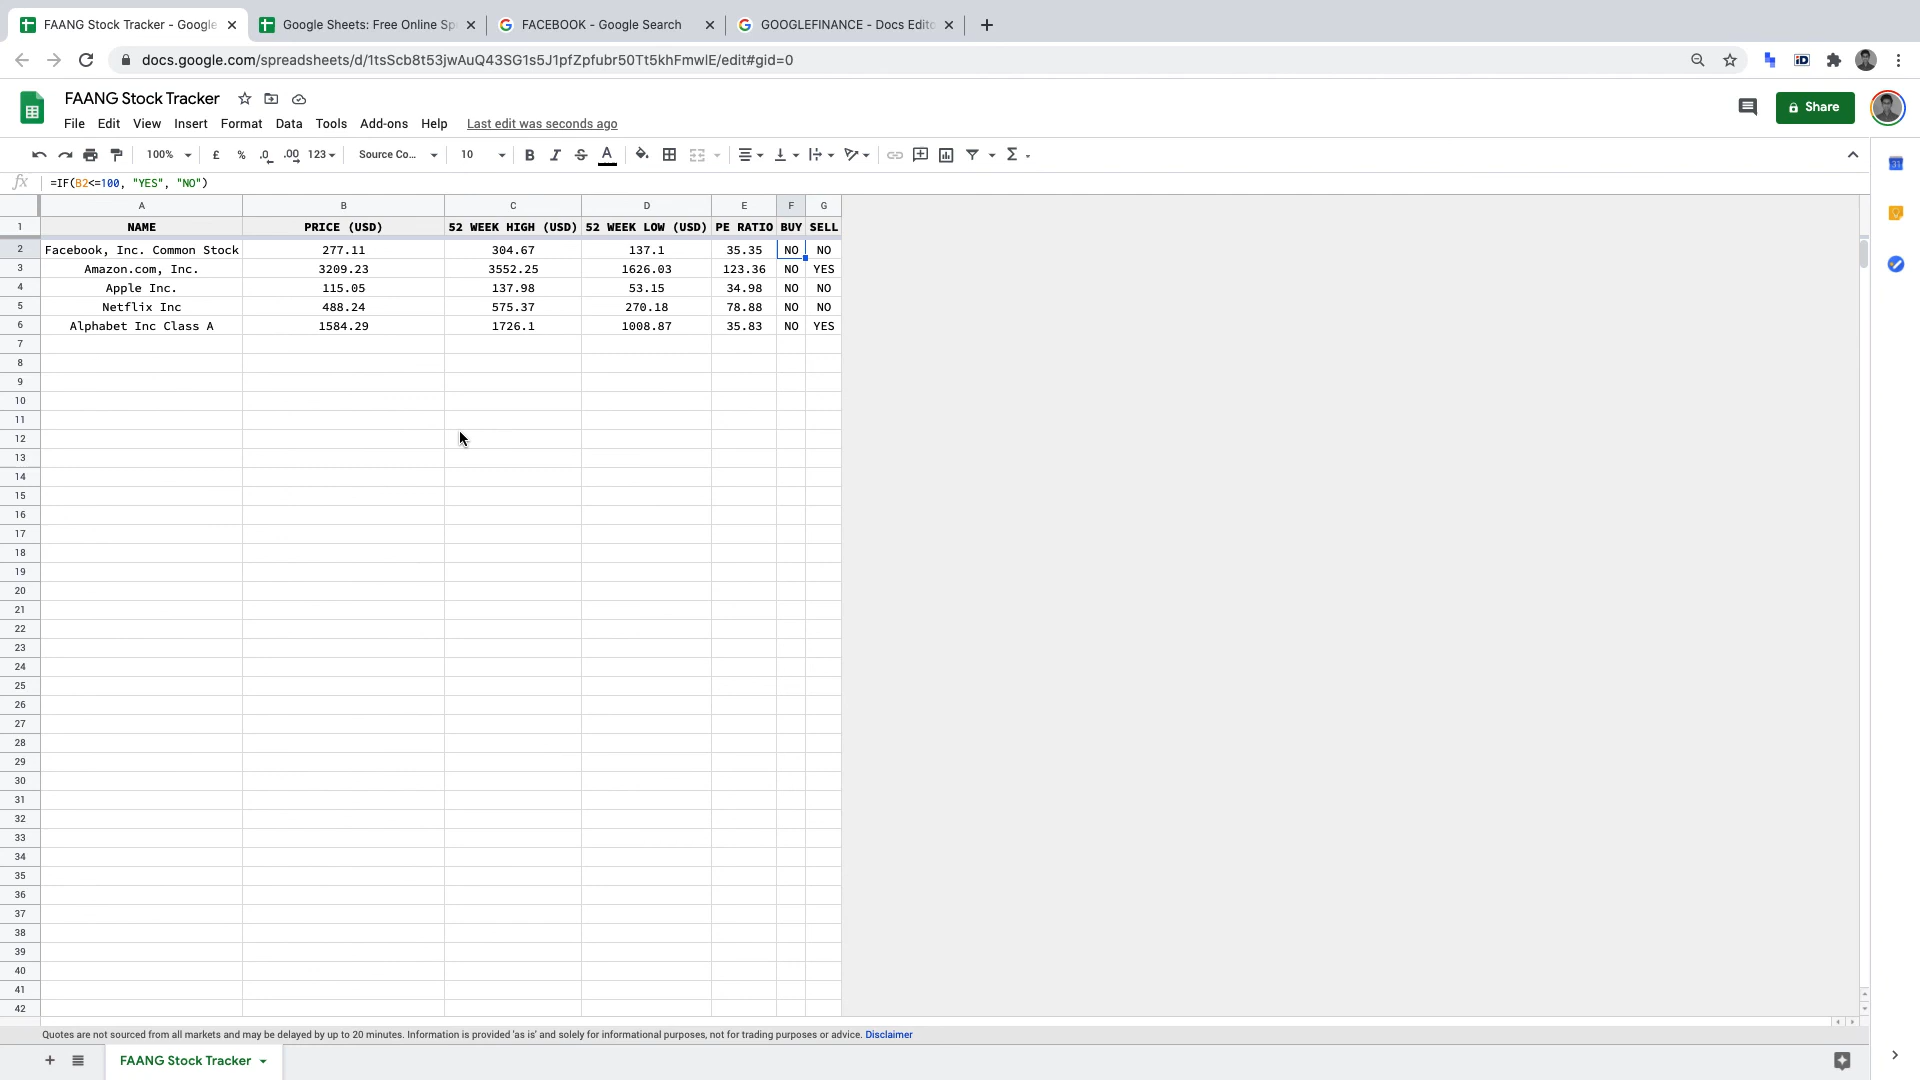 FAANG Stock Tracker - Google
Google Sheets: Free Online Sp
FACEBOOK - Google Search
GOOGLEFINANCE - Docs Edito
docs.google.com/spreadsheets/d/1tsScb8t53jwAuQ43SG1s5J1pfZpfubr50Tt5khFmwlE/edit#gid=0
FAANG Stock Tracker
Share
File Edit View Insert Format Data Tools Add-ons Help Last edit was seconds ago
100% £ % .0 .00 123 Source Co... 10 B I S A Σ
fx =IF(B2<=100, "YES", "NO")
A B C D E F G
1 NAME PRICE (USD) 52 WEEK HIGH (USD) 52 WEEK LOW (USD) PE RATIO BUY SELL
2 Facebook, Inc. Common Stock 277.11 304.67 137.1 35.35 NO NO
3 Amazon.com, Inc. 3209.23 3552.25 1626.03 123.36 NO YES
4 Apple Inc. 115.05 137.98 53.15 34.98 NO NO
5 Netflix Inc 488.24 575.37 270.18 78.88 NO NO
6 Alphabet Inc Class A 1584.29 1726.1 1008.87 35.83 NO YES
7
8
9
10
11
12
13
14
15
16
17
18
19
20
21
22
23
24
25
26
27
28
29
30
31
32
33
34
35
36
37
38
39
40
41
42
Quotes are not sourced from all markets and may be delayed by up to 20 minutes. Information is provided 'as is' and solely for informational purposes, not for trading purposes or advice. Disclaimer
FAANG Stock Tracker